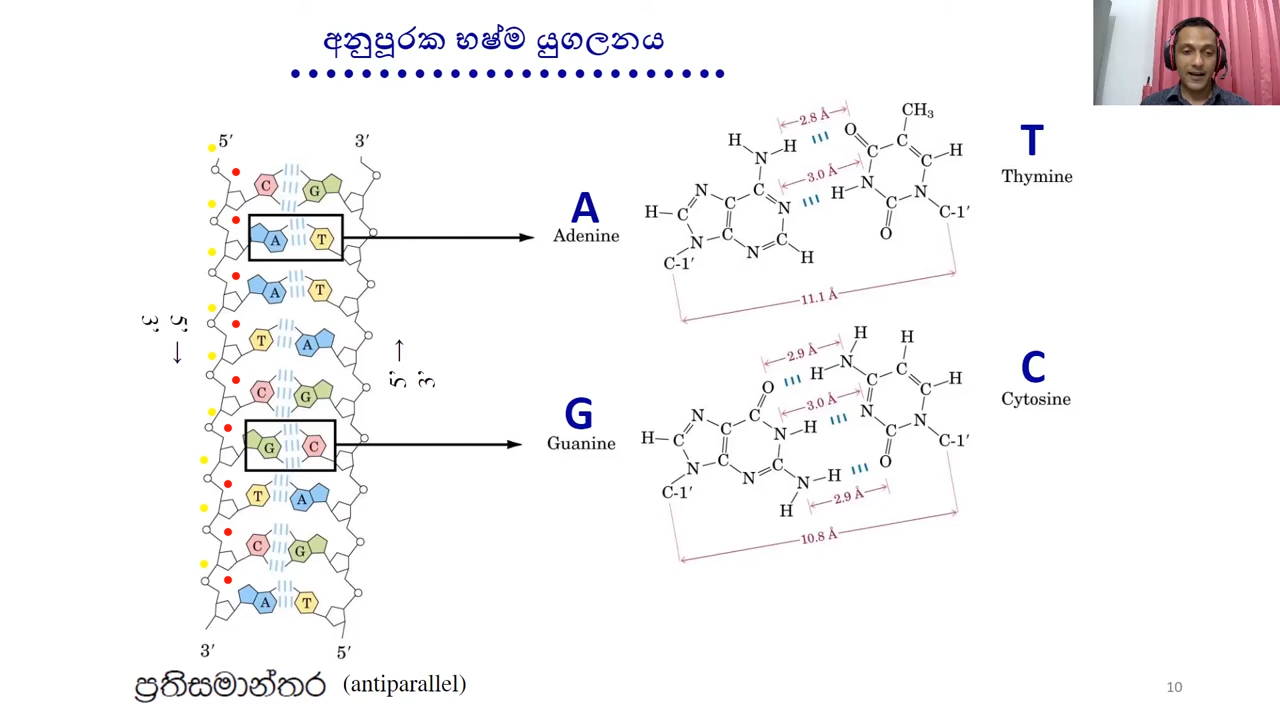 අනුපූරක භෂ්ම යුගලනය
5′ 3′
C G
A T
A T
T A
C G
G C
T A
C G
A T
5' → 3'
5' → 3'
3′ 5′
ප්‍රතිසමාන්තර (antiparallel)
A
Adenine
T
Thymine
2.8 Å
3.0 Å
11.1 Å
H N H N C C N H C C C N N C H C-1′
O CH₃ C C C H H N N C O C-1′
G
Guanine
C
Cytosine
2.9 Å
3.0 Å
2.9 Å
10.8 Å
O N C C N H H C C C N N N H H C-1′
H H N H C C C H N N C O C-1′
10